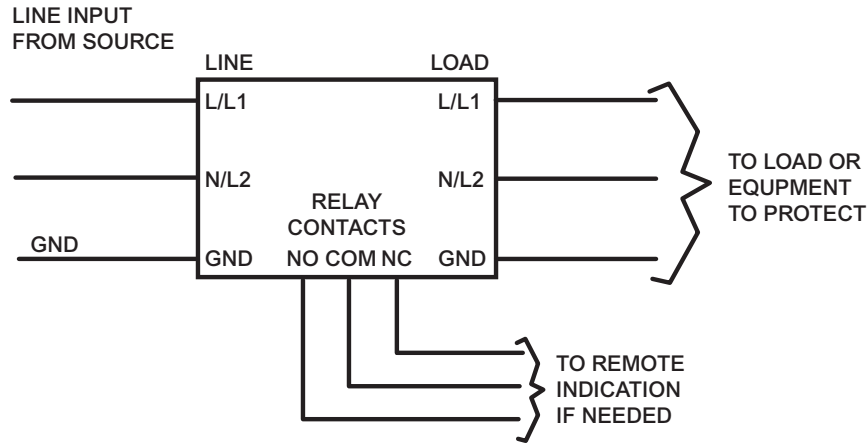 LINE INPUT
FROM SOURCE
LINE
LOAD
L/L1
L/L1
N/L2
N/L2
TO LOAD OR
EQUPMENT
TO PROTECT
RELAY
CONTACTS
GND
GND
NO COM NC
GND
TO REMOTE
INDICATION
IF NEEDED